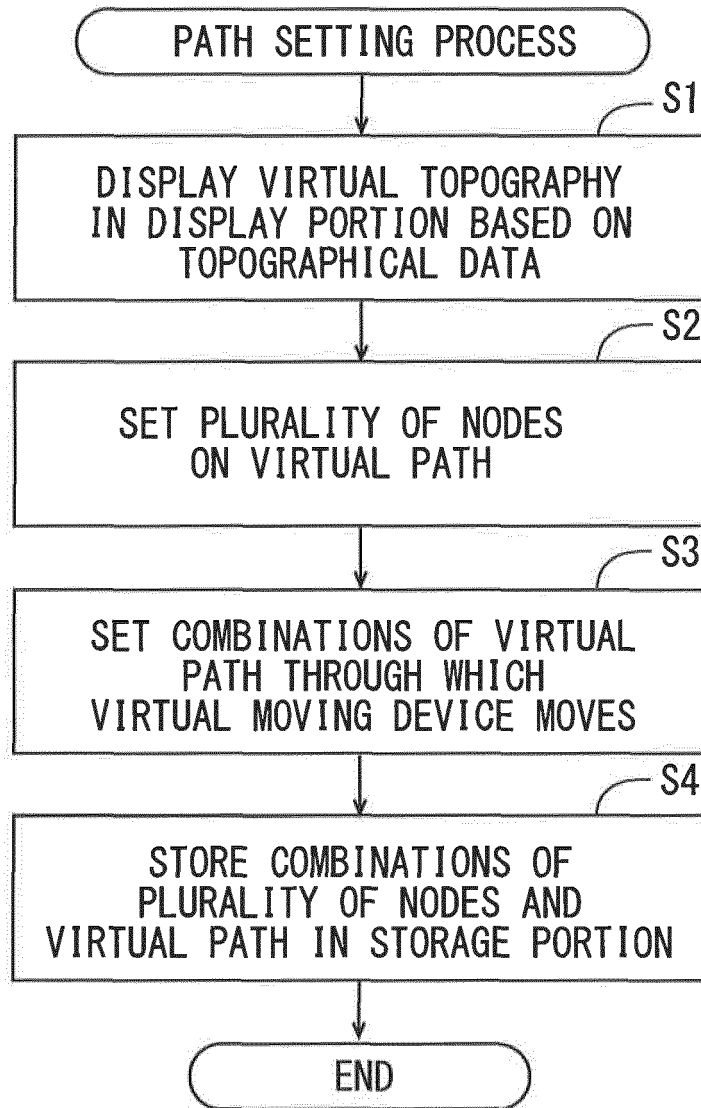 PATH SETTING PROCESS
S1
DISPLAY VIRTUAL TOPOGRAPHY
IN DISPLAY PORTION BASED ON
TOPOGRAPHICAL DATA
S2
SET PLURALITY OF NODES
ON VIRTUAL PATH
S3
SET COMBINATIONS OF VIRTUAL
PATH THROUGH WHICH
VIRTUAL MOVING DEVICE MOVES
S4
STORE COMBINATIONS OF
PLURALITY OF NODES AND
VIRTUAL PATH IN STORAGE PORTION
END